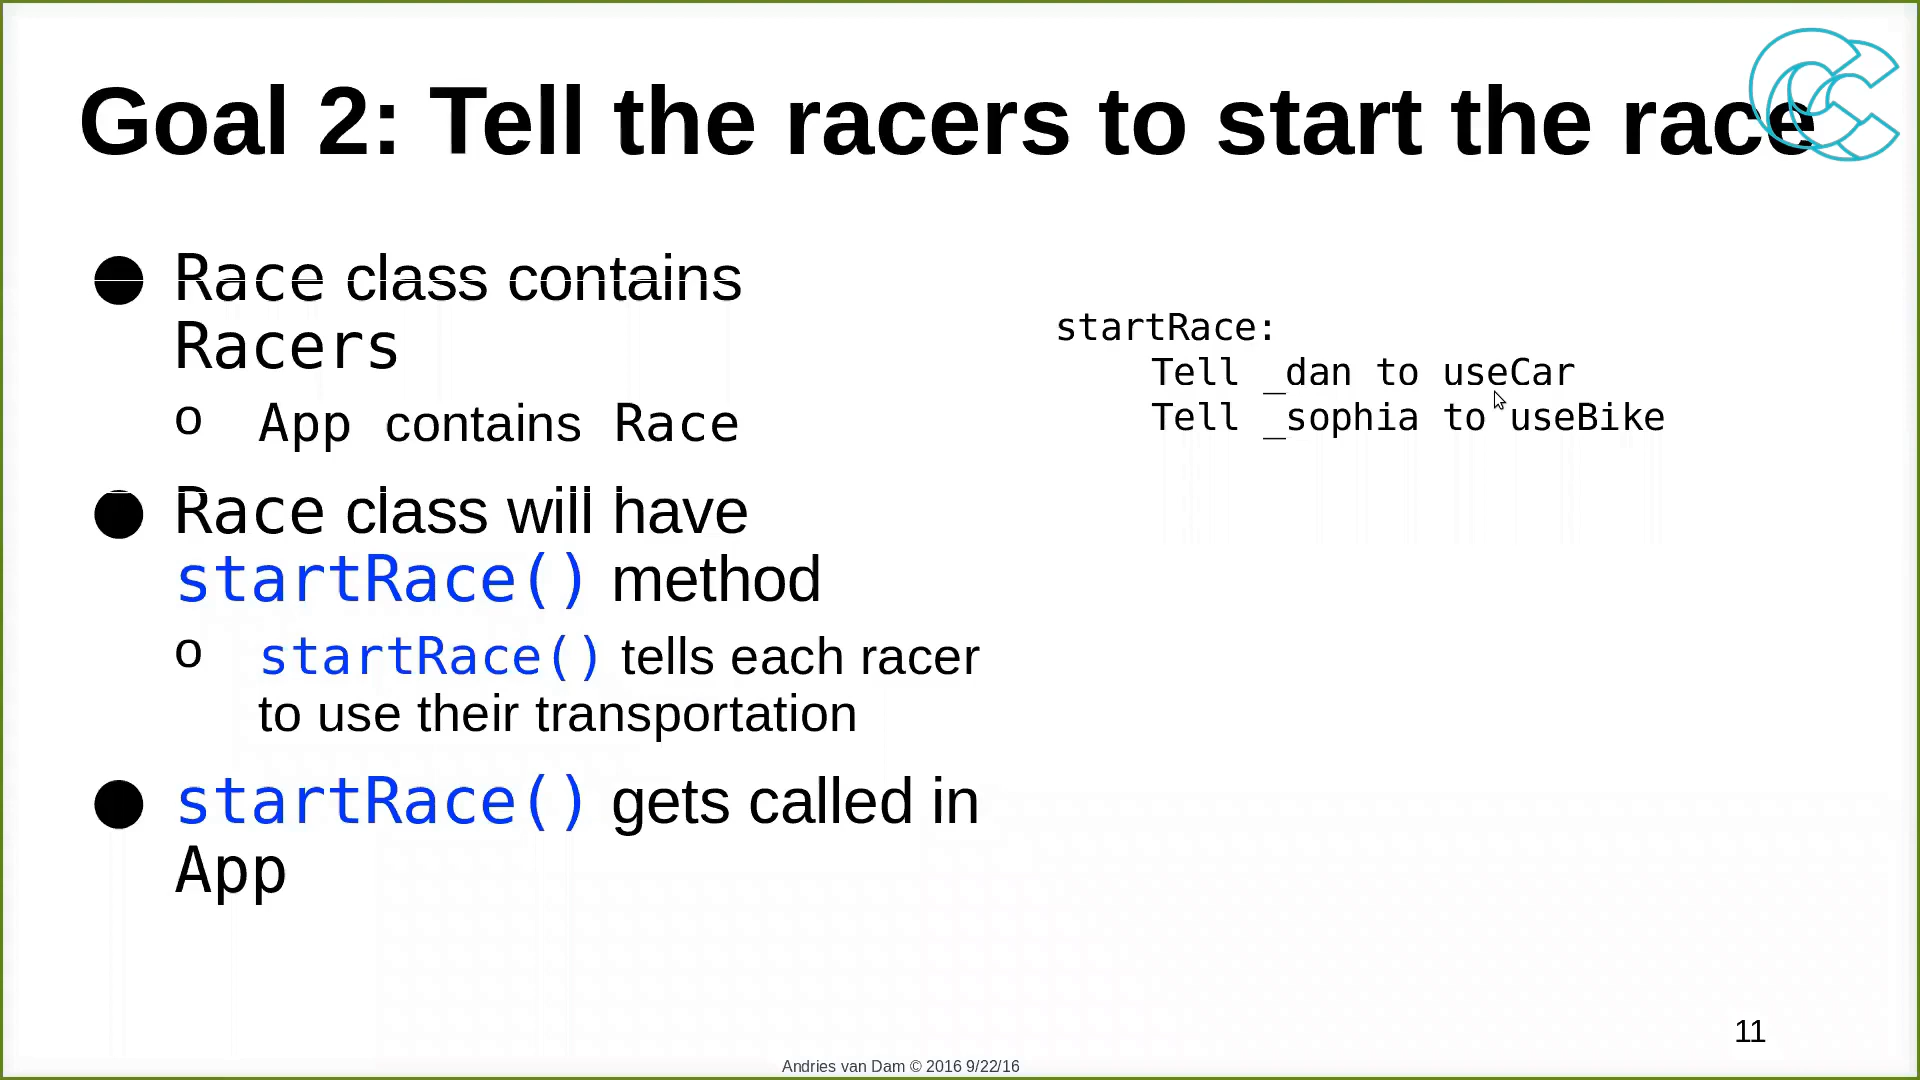 Goal 2: Tell the racers to start the race
● Race class contains
Racers
o App contains Race
● Race class will have
startRace() method
o startRace() tells each racer
to use their transportation
● startRace() gets called in
App
startRace:
Tell _dan to useCar
Tell _sophia to useBike
11
Andries van Dam © 2016 9/22/16